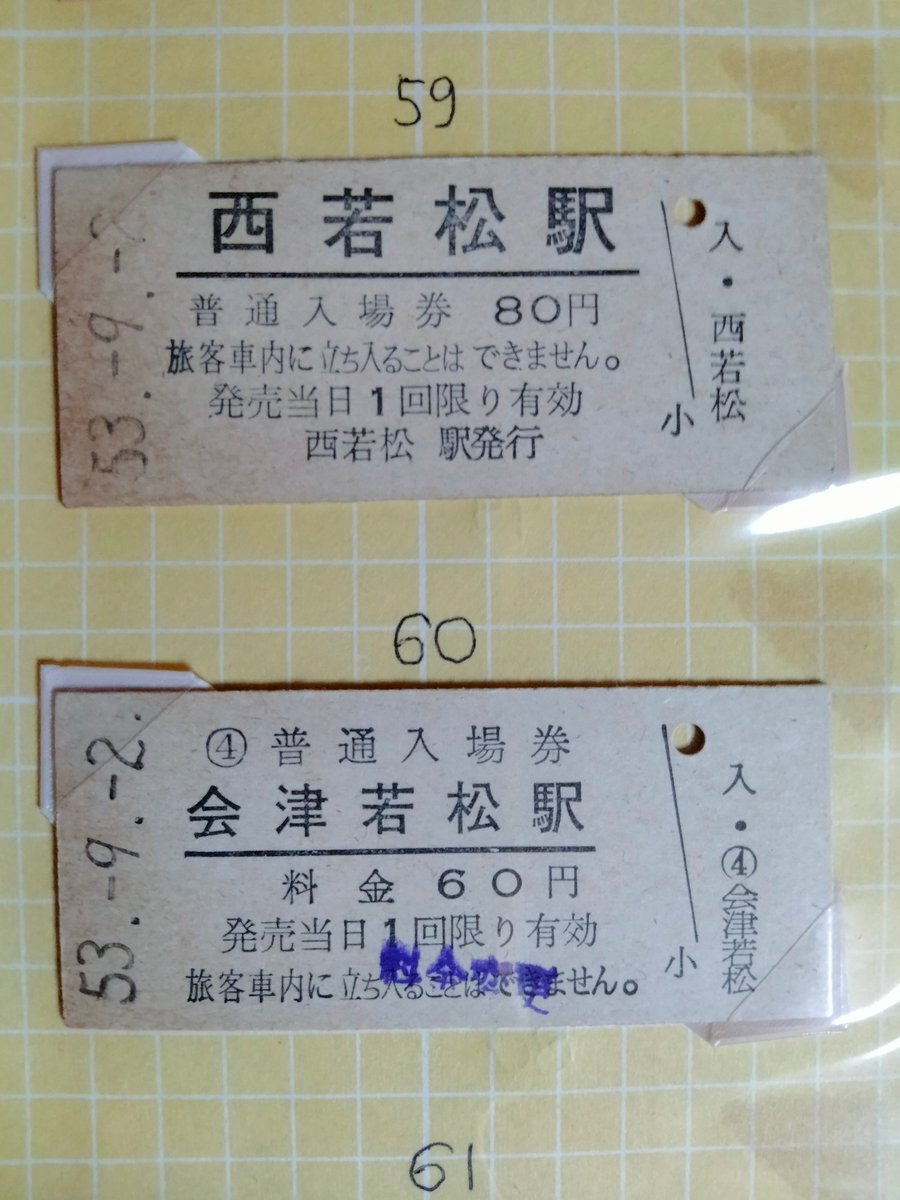 59
53.-9.-2
西若松駅
普通入場券 80円
旅客車内に立ち入ることはできません。
発売当日1回限り有効
西若松 駅発行
小
入・西若松
60
53.-9.-2.
④ 普通入場券
会津若松駅
料金 60円
発売当日1回限り有効
料金変更
旅客車内に立ち入ることはできません。
小
入・④会津若松
61